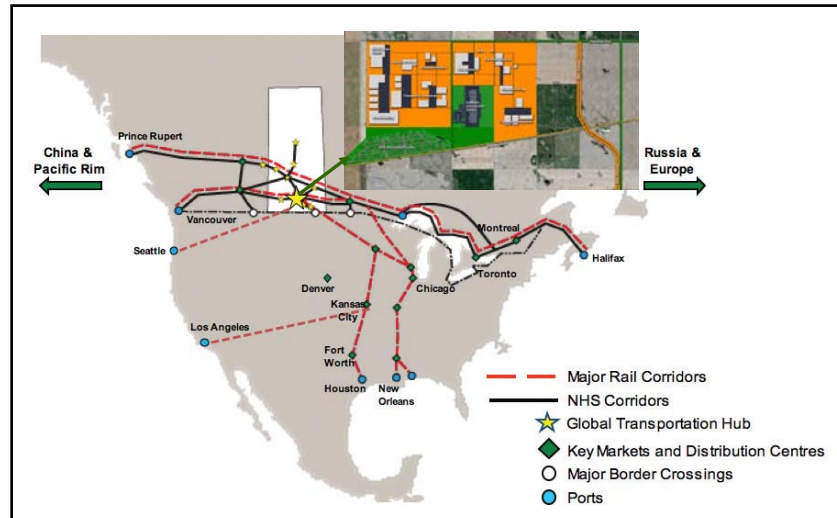 China &
Pacific Rim
Prince Rupert
Russia &
Europe
Vancouver
Seattle
Montreal
Toronto
Halifax
Denver
Chicago
Kansas
City
Los Angeles
Fort
Worth
Houston
New
Orleans
Major Rail Corridors
NHS Corridors
Global Transportation Hub
Key Markets and Distribution Centres
Major Border Crossings
Ports